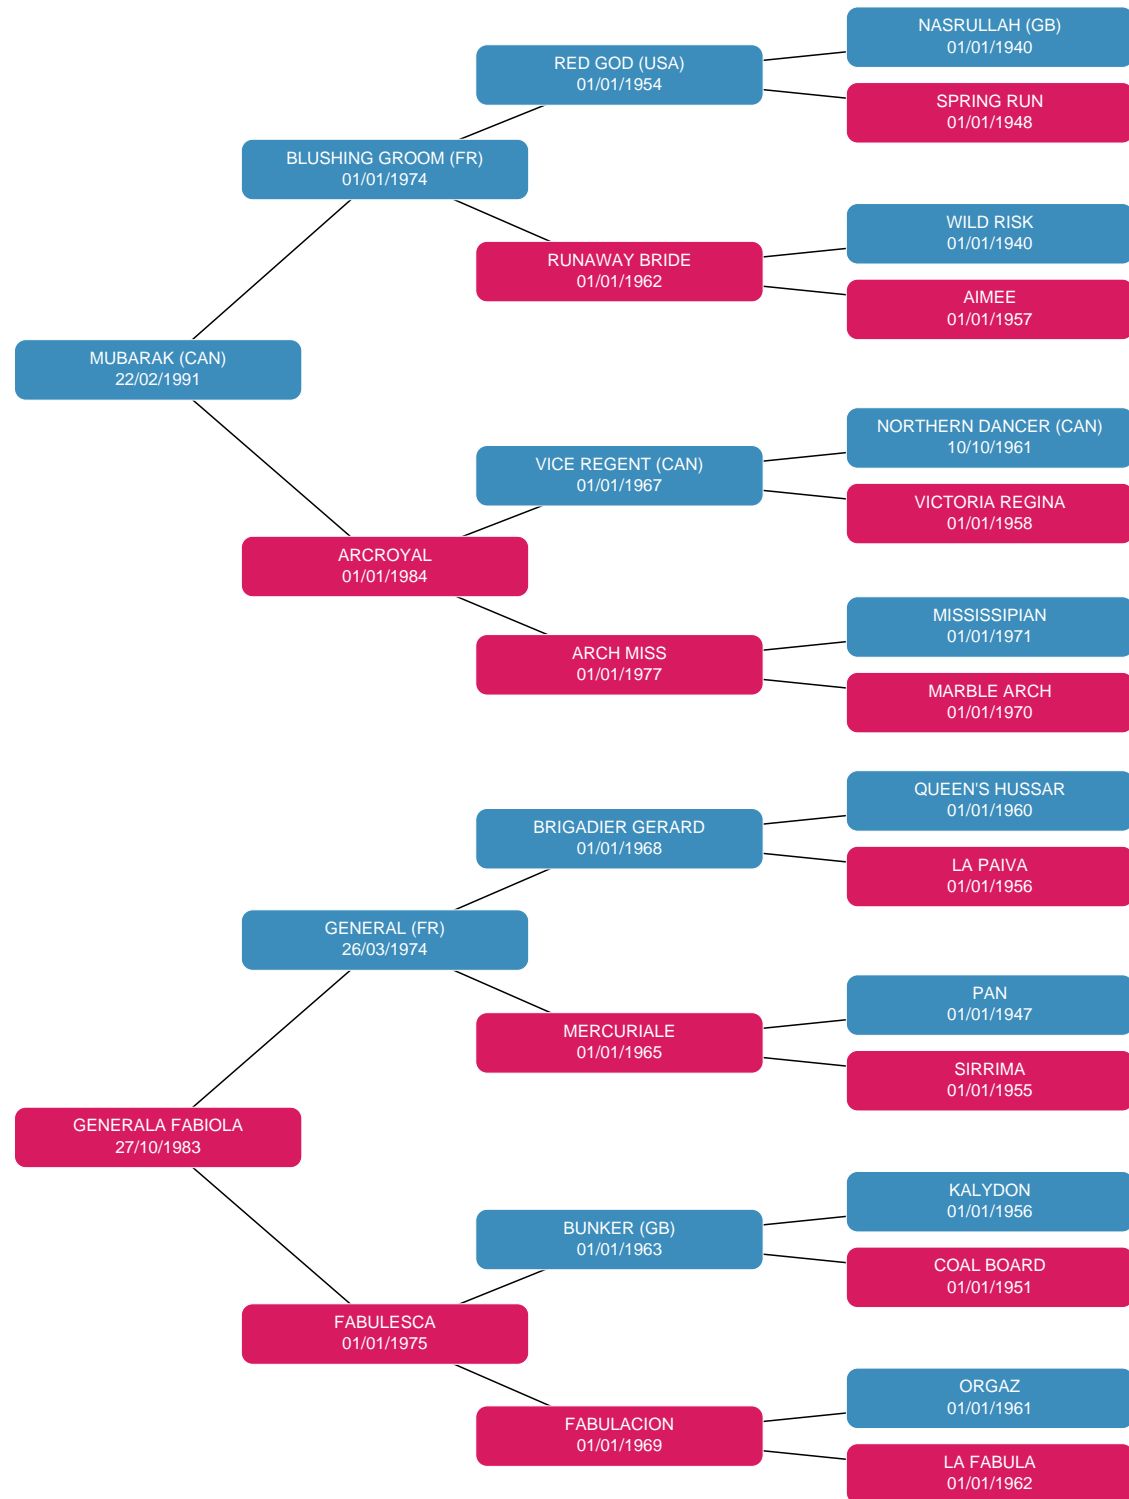 NASRULLAH (GB)
01/01/1940
RED GOD (USA)
01/01/1954
SPRING RUN
01/01/1948
BLUSHING GROOM (FR)
01/01/1974
WILD RISK
01/01/1940
RUNAWAY BRIDE
01/01/1962
AIMEE
01/01/1957
MUBARAK (CAN)
22/02/1991
NORTHERN DANCER (CAN)
10/10/1961
VICE REGENT (CAN)
01/01/1967
VICTORIA REGINA
01/01/1958
ARCROYAL
01/01/1984
MISSISSIPIAN
01/01/1971
ARCH MISS
01/01/1977
MARBLE ARCH
01/01/1970
QUEEN'S HUSSAR
01/01/1960
BRIGADIER GERARD
01/01/1968
LA PAIVA
01/01/1956
GENERAL (FR)
26/03/1974
PAN
01/01/1947
MERCURIALE
01/01/1965
SIRRIMA
01/01/1955
GENERALA FABIOLA
27/10/1983
KALYDON
01/01/1956
BUNKER (GB)
01/01/1963
COAL BOARD
01/01/1951
FABULESCA
01/01/1975
ORGAZ
01/01/1961
FABULACION
01/01/1969
LA FABULA
01/01/1962